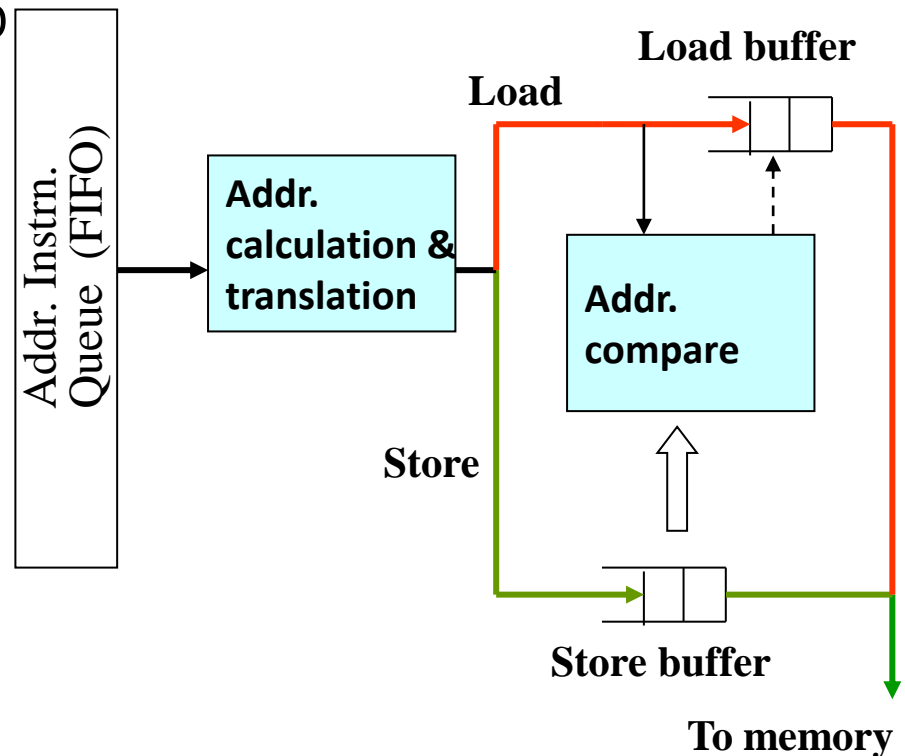 Addr. Instrn.
Queue (FIFO)
Addr.
calculation &
translation
Load
Load buffer
Addr.
compare
Store
Store buffer
To memory